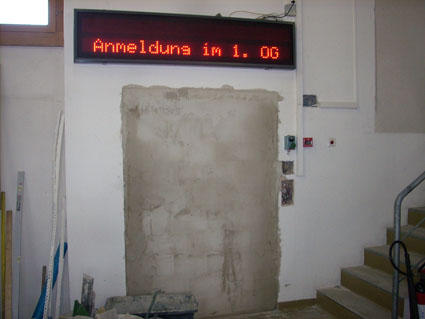 Anmeldung im 1. OG